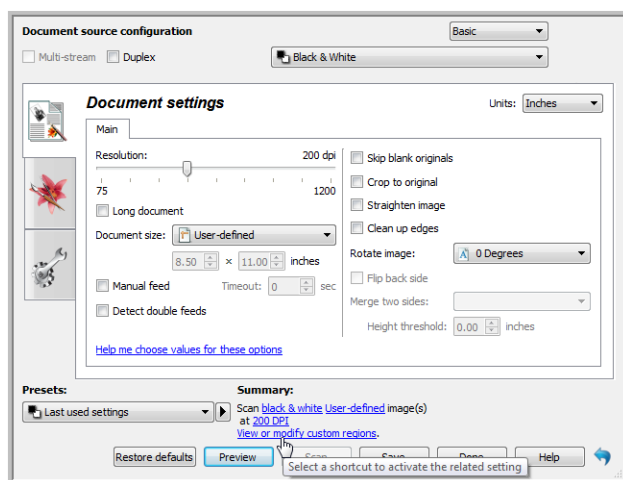 Document source configuration
Basic
Multi-stream
Duplex
Black & White
Document settings
Units:
Inches
Main
Resolution:
200 dpi
75
1200
Long document
Document size:
User-defined
8.50
×
11.00
inches
Manual feed
Timeout:
0
sec
Detect double feeds
Help me choose values for these options
Skip blank originals
Crop to original
Straighten image
Clean up edges
Rotate image:
0 Degrees
Flip back side
Merge two sides:
Height threshold:
0.00
inches
Presets:
Last used settings
Summary:
Scan black & white User-defined image(s)
at 200 DPI
View or modify custom regions.
Restore defaults
Preview
Scan
Save
Done
Help
Select a shortcut to activate the related setting